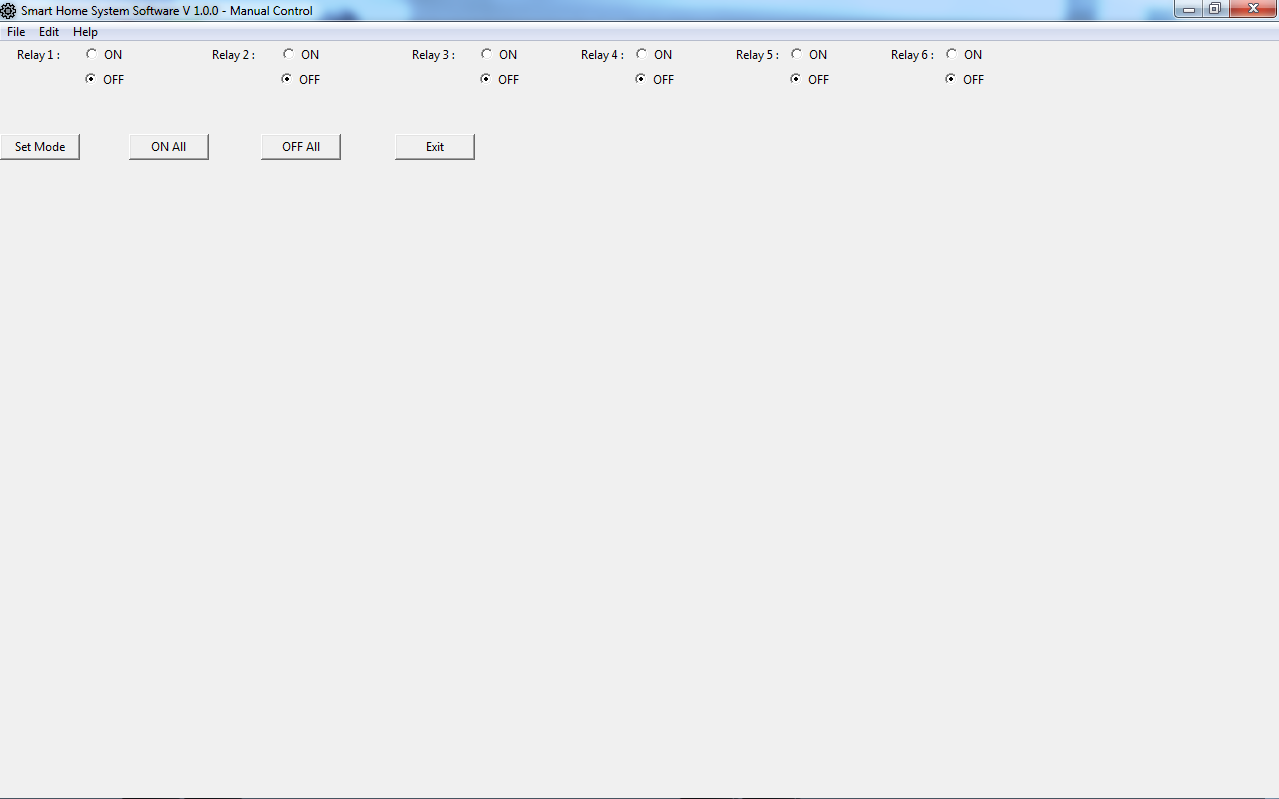 Smart Home System Software V 1.0.0 - Manual Control
File Edit Help
Relay 1 : ON Relay 2 : ON Relay 3 : ON Relay 4 : ON Relay 5 : ON Relay 6 : ON
OFF OFF OFF OFF OFF OFF
Set Mode ON All OFF All Exit